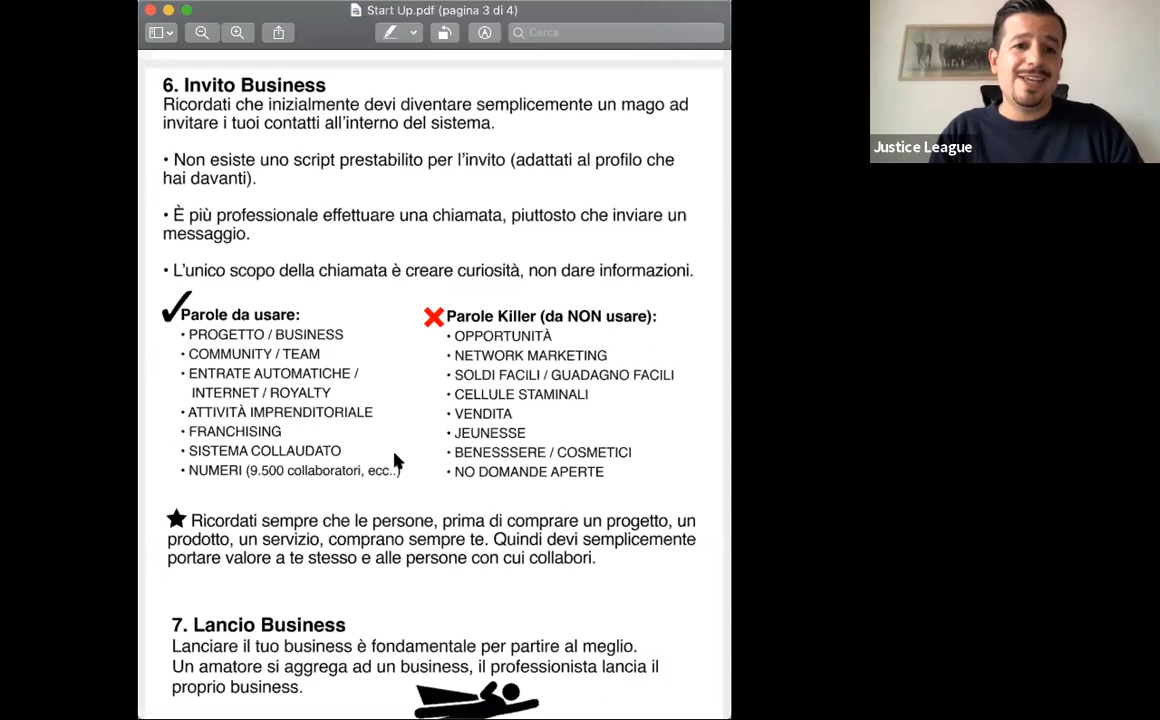 Start Up.pdf (pagina 3 di 4)
Cerca
6. Invito Business
Ricordati che inizialmente devi diventare semplicemente un mago ad
invitare i tuoi contatti all'interno del sistema.
• Non esiste uno script prestabilito per l'invito (adattati al profilo che
hai davanti).
• È più professionale effettuare una chiamata, piuttosto che inviare un
messaggio.
• L'unico scopo della chiamata è creare curiosità, non dare informazioni.
Parole da usare:
• PROGETTO / BUSINESS
• COMMUNITY / TEAM
• ENTRATE AUTOMATICHE /
INTERNET / ROYALTY
• ATTIVITÀ IMPRENDITORIALE
• FRANCHISING
• SISTEMA COLLAUDATO
• NUMERI (9.500 collaboratori, ecc..)
Parole Killer (da NON usare):
• OPPORTUNITÀ
• NETWORK MARKETING
• SOLDI FACILI / GUADAGNO FACILI
• CELLULE STAMINALI
• VENDITA
• JEUNESSE
• BENESSSERE / COSMETICI
• NO DOMANDE APERTE
Ricordati sempre che le persone, prima di comprare un progetto, un
prodotto, un servizio, comprano sempre te. Quindi devi semplicemente
portare valore a te stesso e alle persone con cui collabori.
7. Lancio Business
Lanciare il tuo business è fondamentale per partire al meglio.
Un amatore si aggrega ad un business, il professionista lancia il
proprio business.
Justice League